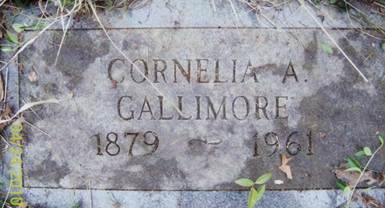 CORNELIA A.
GALLIMORE
1879 - 1961